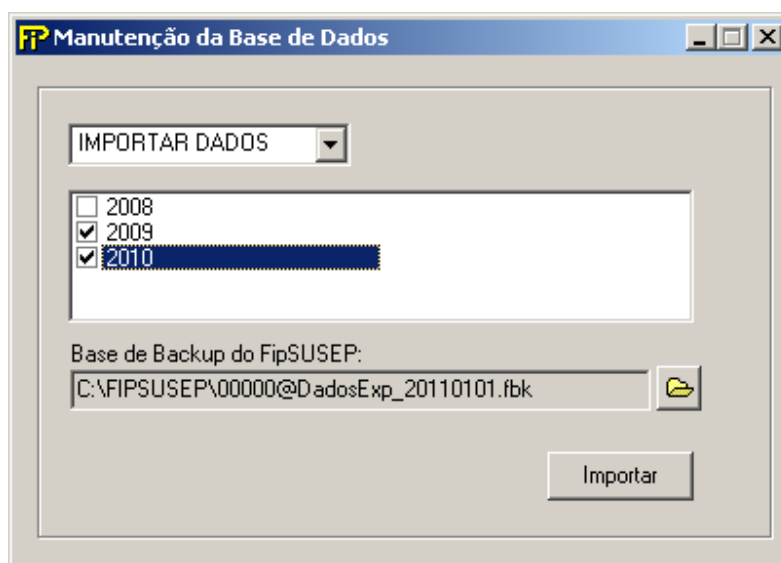 FiP Manutenção da Base de Dados
IMPORTAR DADOS
2008
2009
2010
Base de Backup do FipSUSEP:
C:\FIPSUSEP\00000@DadosExp_20110101.fbk
Importar